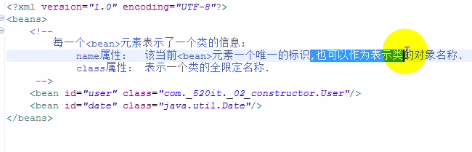 <?xml version="1.0" encoding="UTF-8"?>
<beans>
<!--
每一个<bean>元素表示了一个类的信息:
name属性: 该当前<bean>元素一个唯一的标识,也可以作为表示类的对象名称.
class属性: 表示一个类的全限定名称.
-->
<bean id="user" class="com._520it._02_constructor.User"/>
<bean id="date" class="java.util.Date"/>
</beans>